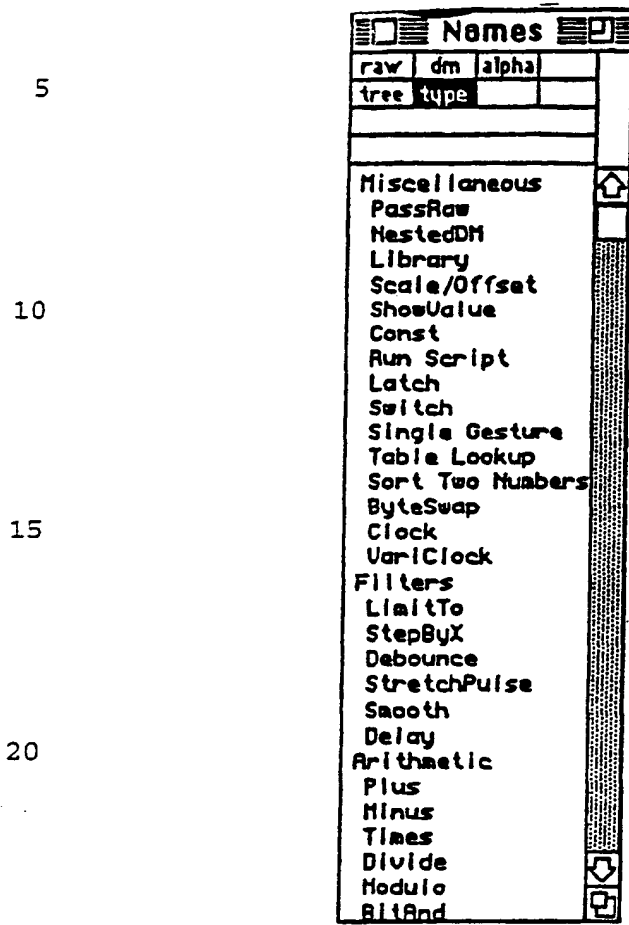 Names
raw dm alpha
5
tree type
Miscellaneous
PassRaw
NestedDM
Library
Scale/Offset
10
ShowValue
Const
Run Script
Latch
Switch
Single Gesture
Table Lookup
Sort Two Numbers
ByteSwap
15
Clock
VariClock
Filters
LimitTo
StepByX
Debounce
StretchPulse
Smooth
Delay
20
Arithmetic
Plus
Minus
Times
Divide
Modulo
BitAnd